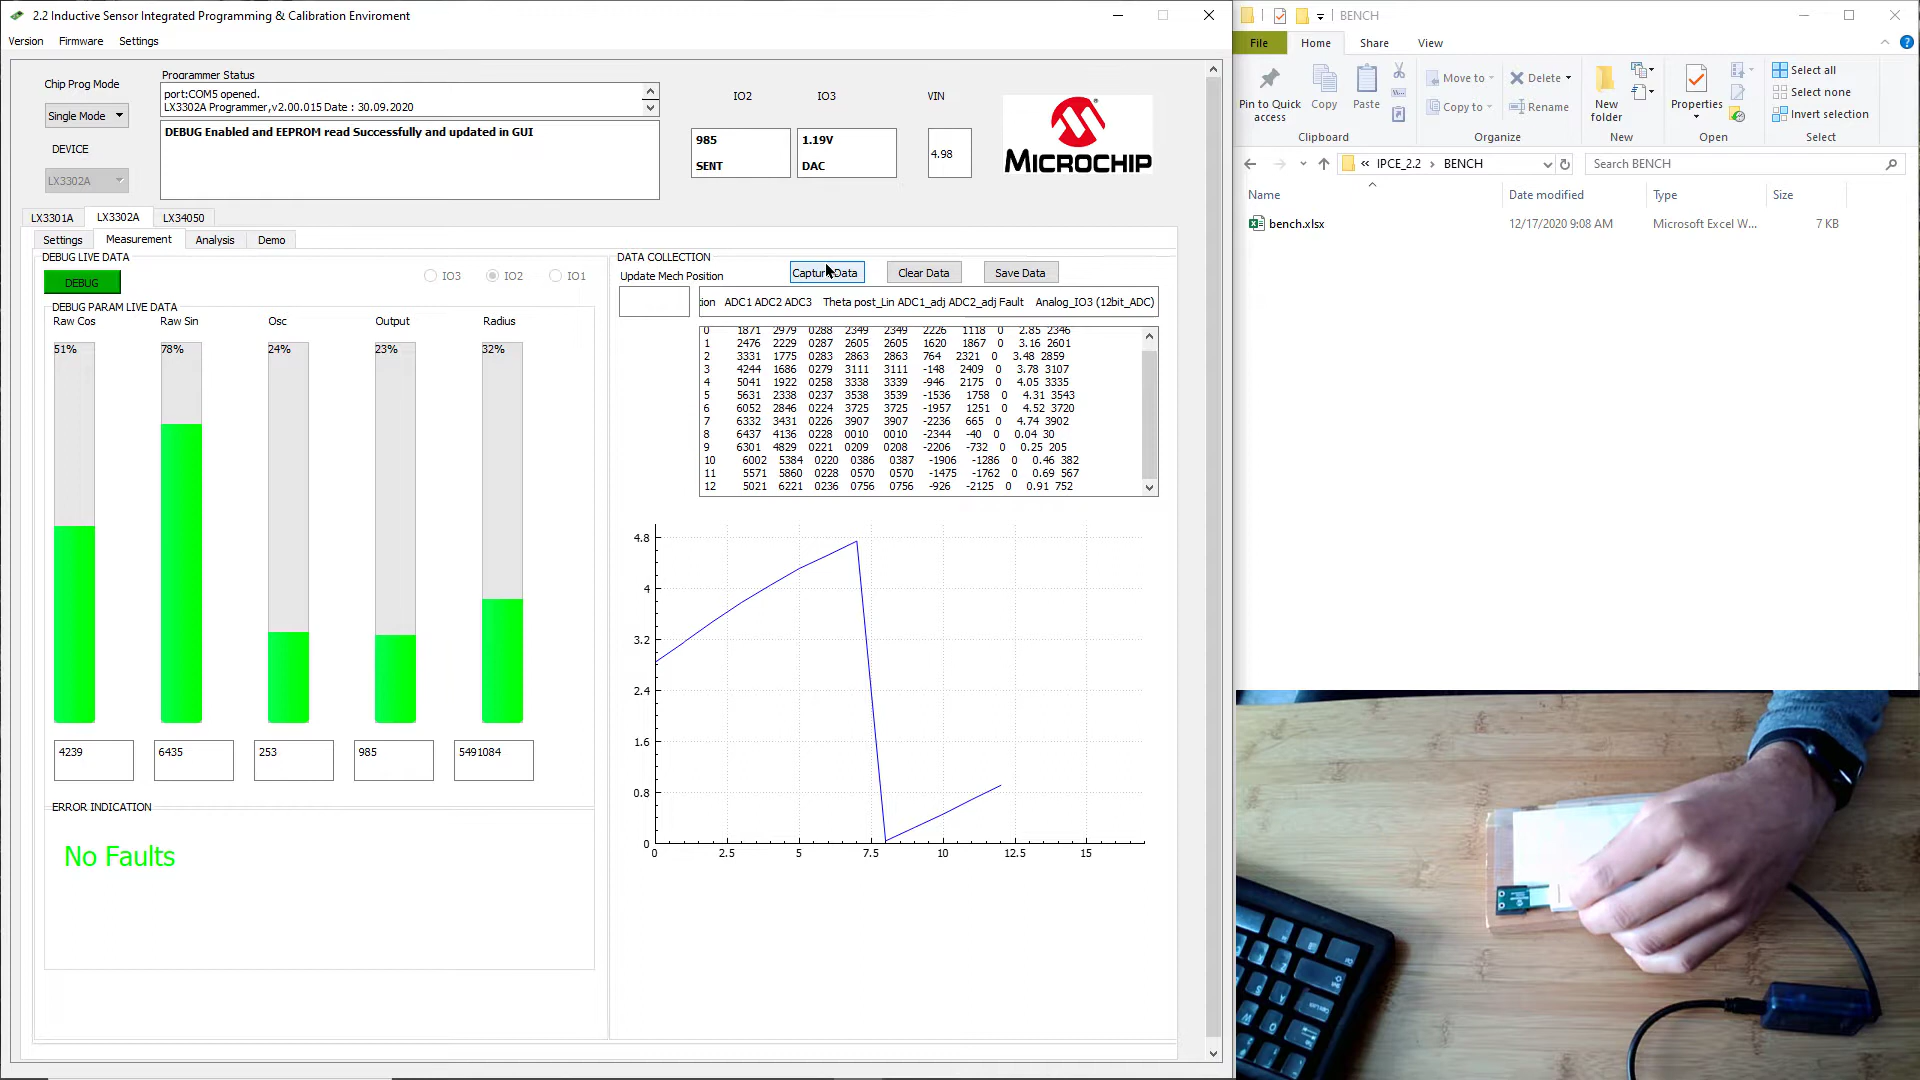 2.2 Inductive Sensor Integrated Programming & Calibration Enviroment
Version Firmware Settings
Chip Prog Mode
Single Mode
DEVICE
LX3302A
Programmer Status
port:COM5 opened.
LX3302A Programmer,v2.00.015 Date : 30.09.2020
DEBUG Enabled and EEPROM read Successfully and updated in GUI
IO2 IO3 VIN
985
SENT
1.19V
DAC
4.98
MICROCHIP
LX3301A LX3302A LX34050
Settings Measurement Analysis Demo
DEBUG LIVE DATA
DEBUG
IO3 IO2 IO1
DEBUG PARAM LIVE DATA
Raw Cos Raw Sin Osc Output Radius
51% 78% 24% 23% 32%
4239 6435 253 985 5491084
ERROR INDICATION
No Faults
DATA COLLECTION
Update Mech Position
Capture Data Clear Data Save Data
tion ADC1 ADC2 ADC3 Theta post_Lin ADC1_adj ADC2_adj Fault Analog_IO3 (12bit_ADC)
0 1871 2979 0288 2349 2349 2226 1118 0 2.85 2346
1 2476 2229 0287 2605 2605 1620 1867 0 3.16 2601
2 3331 1775 0283 2863 2863 764 2321 0 3.48 2859
3 4244 1686 0279 3111 3111 -148 2409 0 3.78 3107
4 5041 1922 0258 3338 3339 -946 2175 0 4.05 3335
5 5631 2338 0237 3538 3539 -1536 1758 0 4.31 3543
6 6052 2846 0224 3725 3725 -1957 1251 0 4.52 3720
7 6332 3431 0226 3907 3907 -2236 665 0 4.74 3902
8 6437 4136 0228 0010 0010 -2344 -40 0 0.04 30
9 6301 4829 0221 0209 0208 -2206 -732 0 0.25 205
10 6002 5384 0220 0386 0387 -1906 -1286 0 0.46 382
11 5571 5860 0228 0570 0570 -1475 -1762 0 0.69 567
12 5021 6221 0236 0756 0756 -926 -2125 0 0.91 752
4.8
4
3.2
2.4
1.6
0.8
0
0 2.5 5 7.5 10 12.5 15
BENCH
File Home Share View
Pin to Quick access
Copy
Paste
Clipboard
Move to
Copy to
Delete
Rename
Organize
New folder
New
Properties
Open
Select all
Select none
Invert selection
Select
« IPCE_2.2 › BENCH
Search BENCH
Name Date modified Type Size
bench.xlsx 12/17/2020 9:08 AM Microsoft Excel W... 7 KB